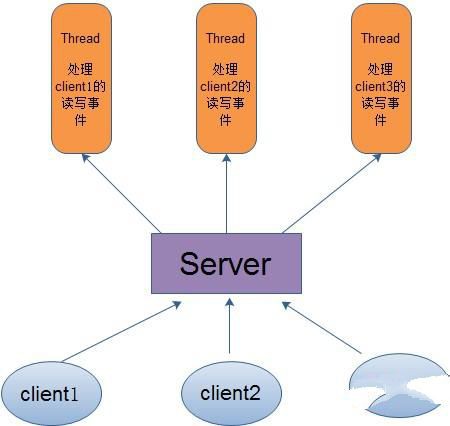 Thread
处理
client1的
读写事
件
Thread
处理
client2的
读写事
件
Thread
处理
client3的
读写事
件
Server
client1
client2